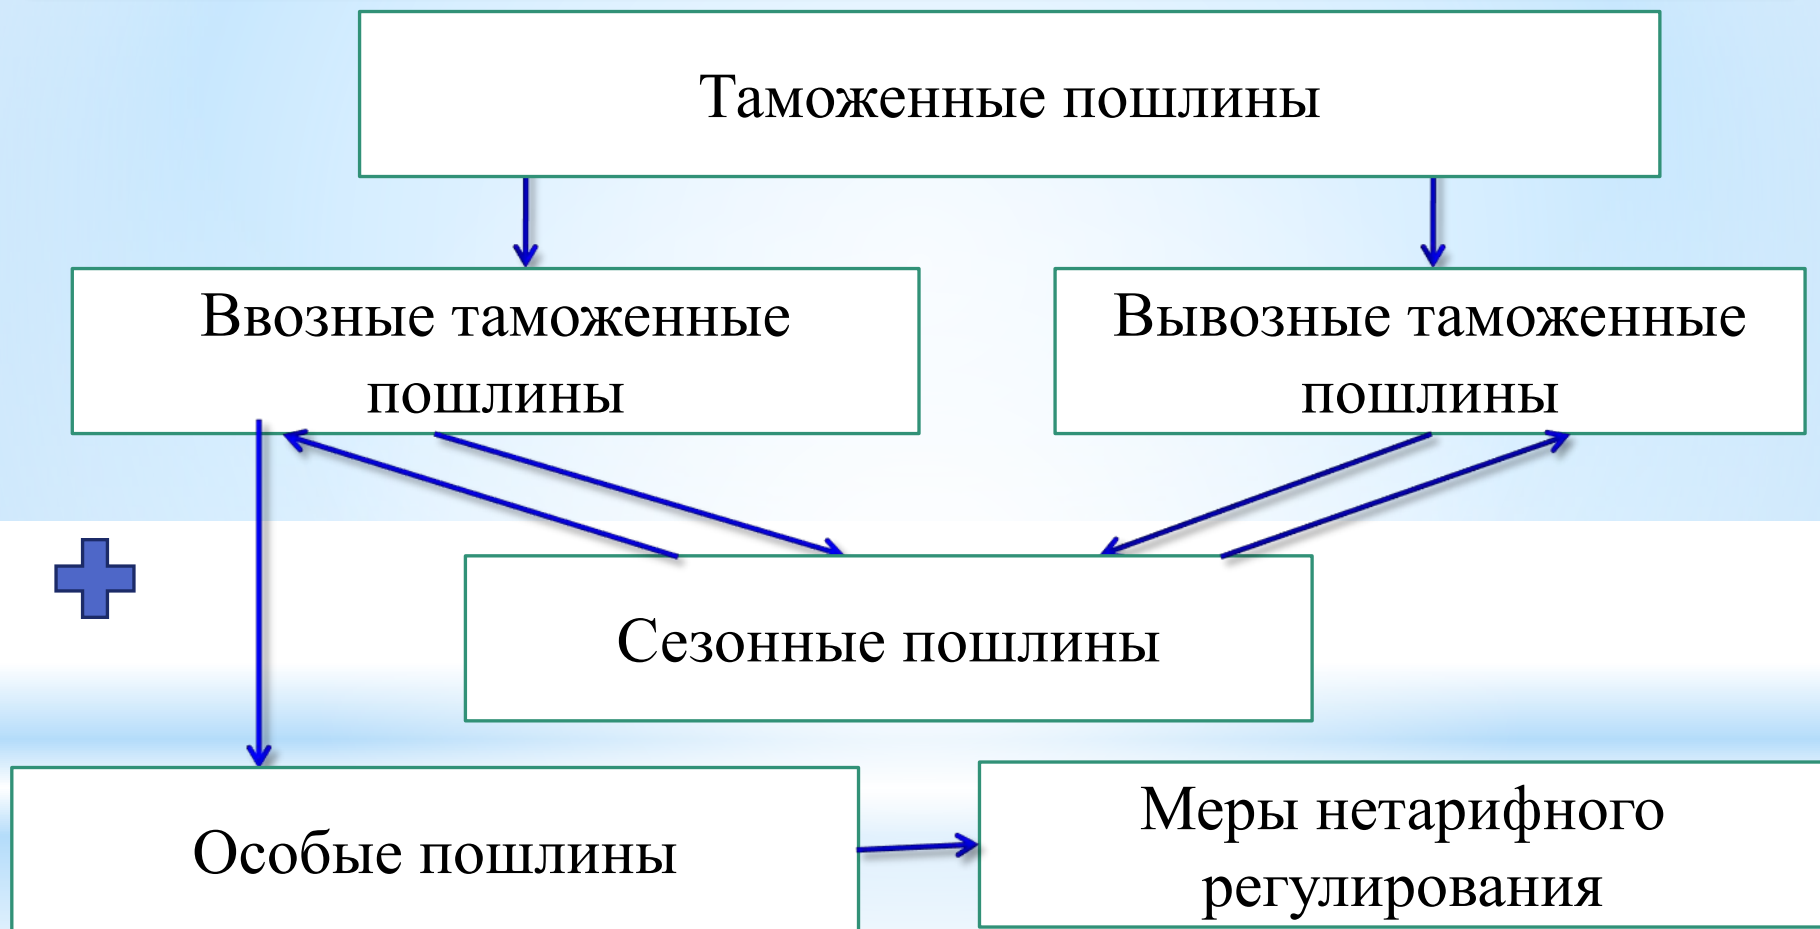 Таможенные пошлины
Ввозные таможенные
пошлины
Вывозные таможенные
пошлины
Сезонные пошлины
Особые пошлины
Меры нетарифного
регулирования